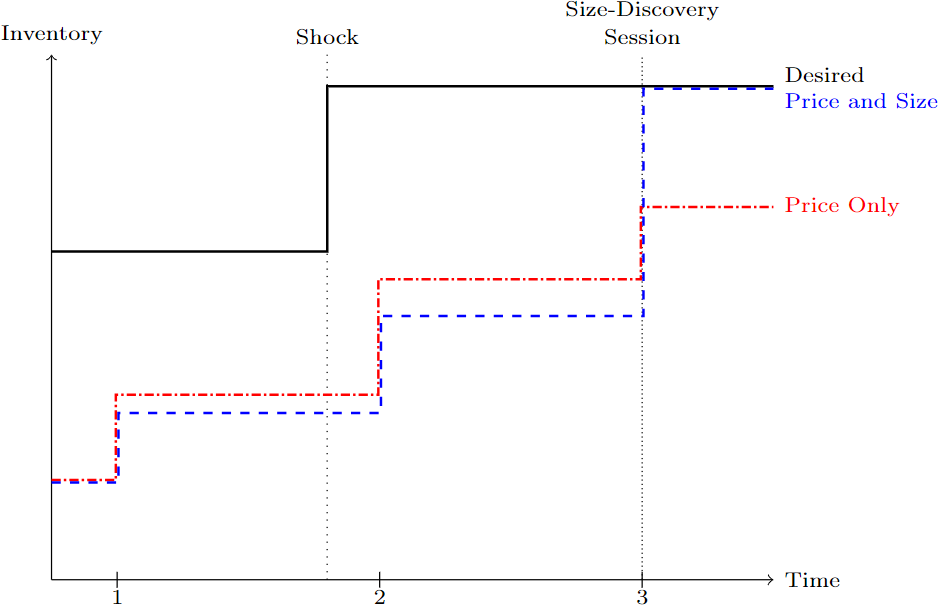 Size-Discovery
Inventory
Shock
Session
Desired
Price and Size
Price Only
Time
1
2
3